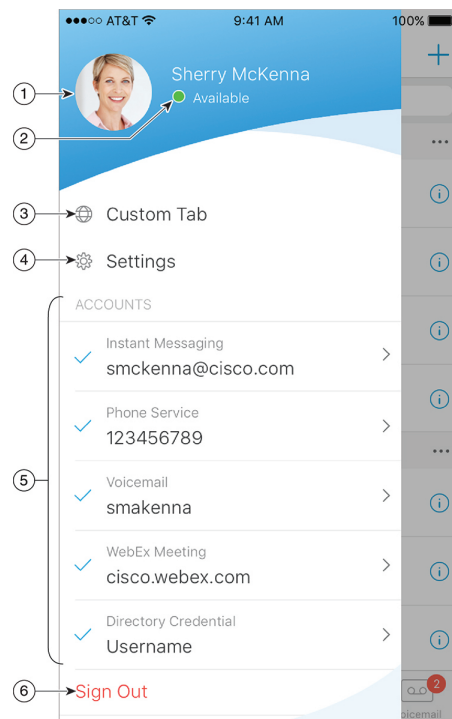 ●●●○○ AT&T 9:41 AM 100%
1
Sherry McKenna
2
Available
3
Custom Tab
4
Settings
ACCOUNTS
Instant Messaging
smckenna@cisco.com
Phone Service
123456789
5
Voicemail
smakenna
WebEx Meeting
cisco.webex.com
Directory Credential
Username
6
Sign Out
2
oicemail